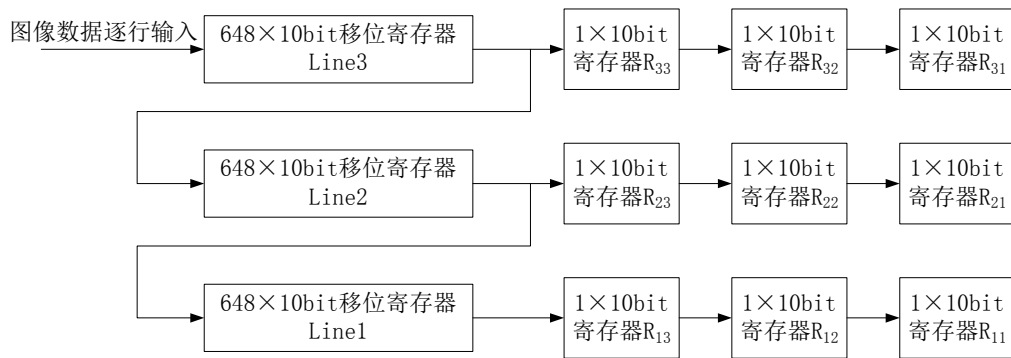 图像数据逐行输入
648×10bit移位寄存器
Line3
1×10bit
寄存器R₃₃
1×10bit
寄存器R₃₂
1×10bit
寄存器R₃₁
648×10bit移位寄存器
Line2
1×10bit
寄存器R₂₃
1×10bit
寄存器R₂₂
1×10bit
寄存器R₂₁
648×10bit移位寄存器
Line1
1×10bit
寄存器R₁₃
1×10bit
寄存器R₁₂
1×10bit
寄存器R₁₁